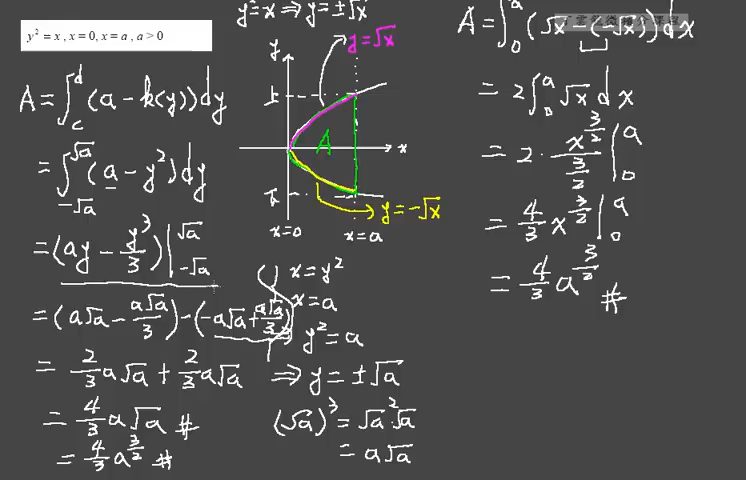 y² = x , x = 0, x = a , a > 0
A = ∫_c^d (a - k(y)) dy
= ∫_{-√a}^{√a} (a - y²) dy
= (ay - y³/3) |_{-√a}^{√a}
= (a√a - a√a/3) - (-a√a + a√a/3)
= 2/3 a√a + 2/3 a√a
= 4/3 a√a #
= 4/3 a^{3/2} #
y² = x ⇒ y = ±√x
y
y = √x
上
A
x
下
y = -√x
x=0
x=a
x = y²
x = a
y² = a
⇒ y = ±√a
(√a)³ = √a² √a
= a√a
A = ∫_0^a (√x - (-√x)) dx
= 2 ∫_0^a √x dx
= 2 · x^{3/2} / (3/2) |_0^a
= 4/3 x^{3/2} |_0^a
= 4/3 a^{3/2} #